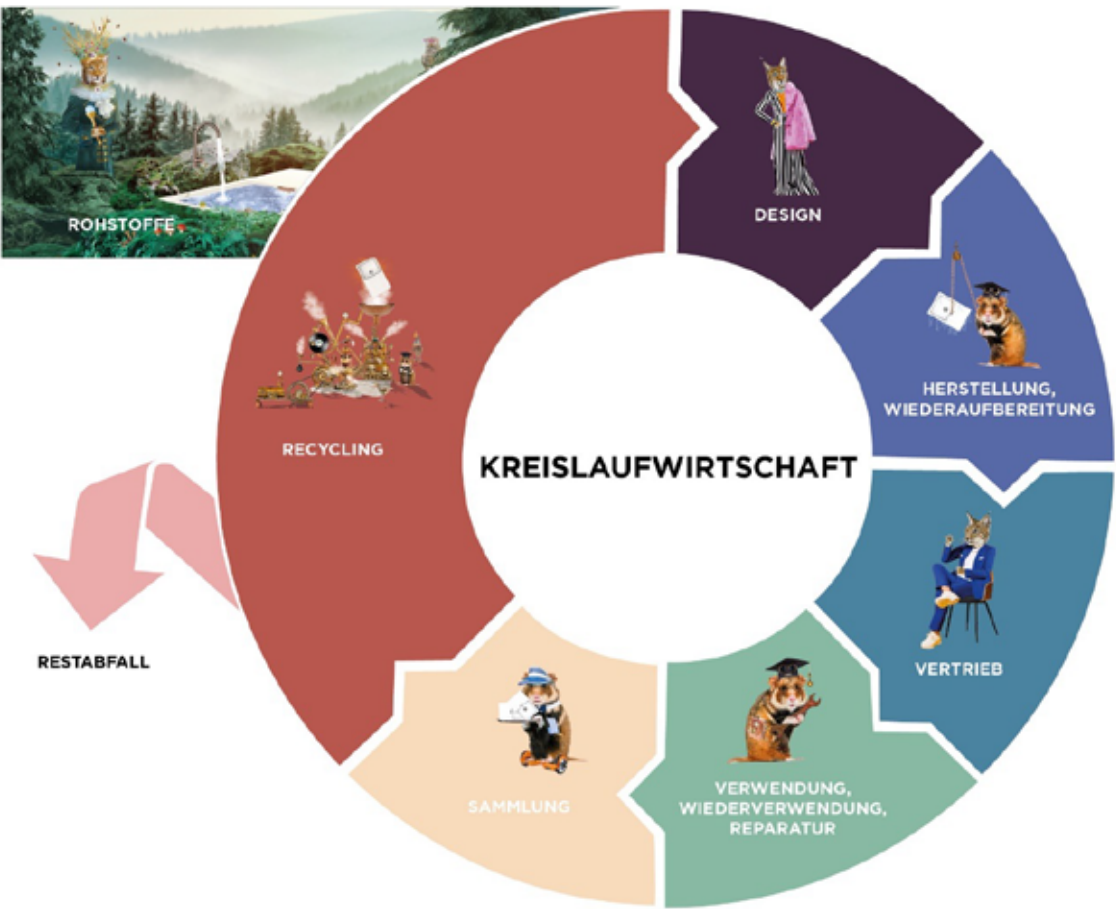 ROHSTOFFE
DESIGN
HERSTELLUNG,
WIEDERAUFBEREITUNG
RECYCLING
KREISLAUFWIRTSCHAFT
RESTABFALL
VERTRIEB
SAMMLUNG
VERWENDUNG,
WIEDERVERWENDUNG,
REPARATUR